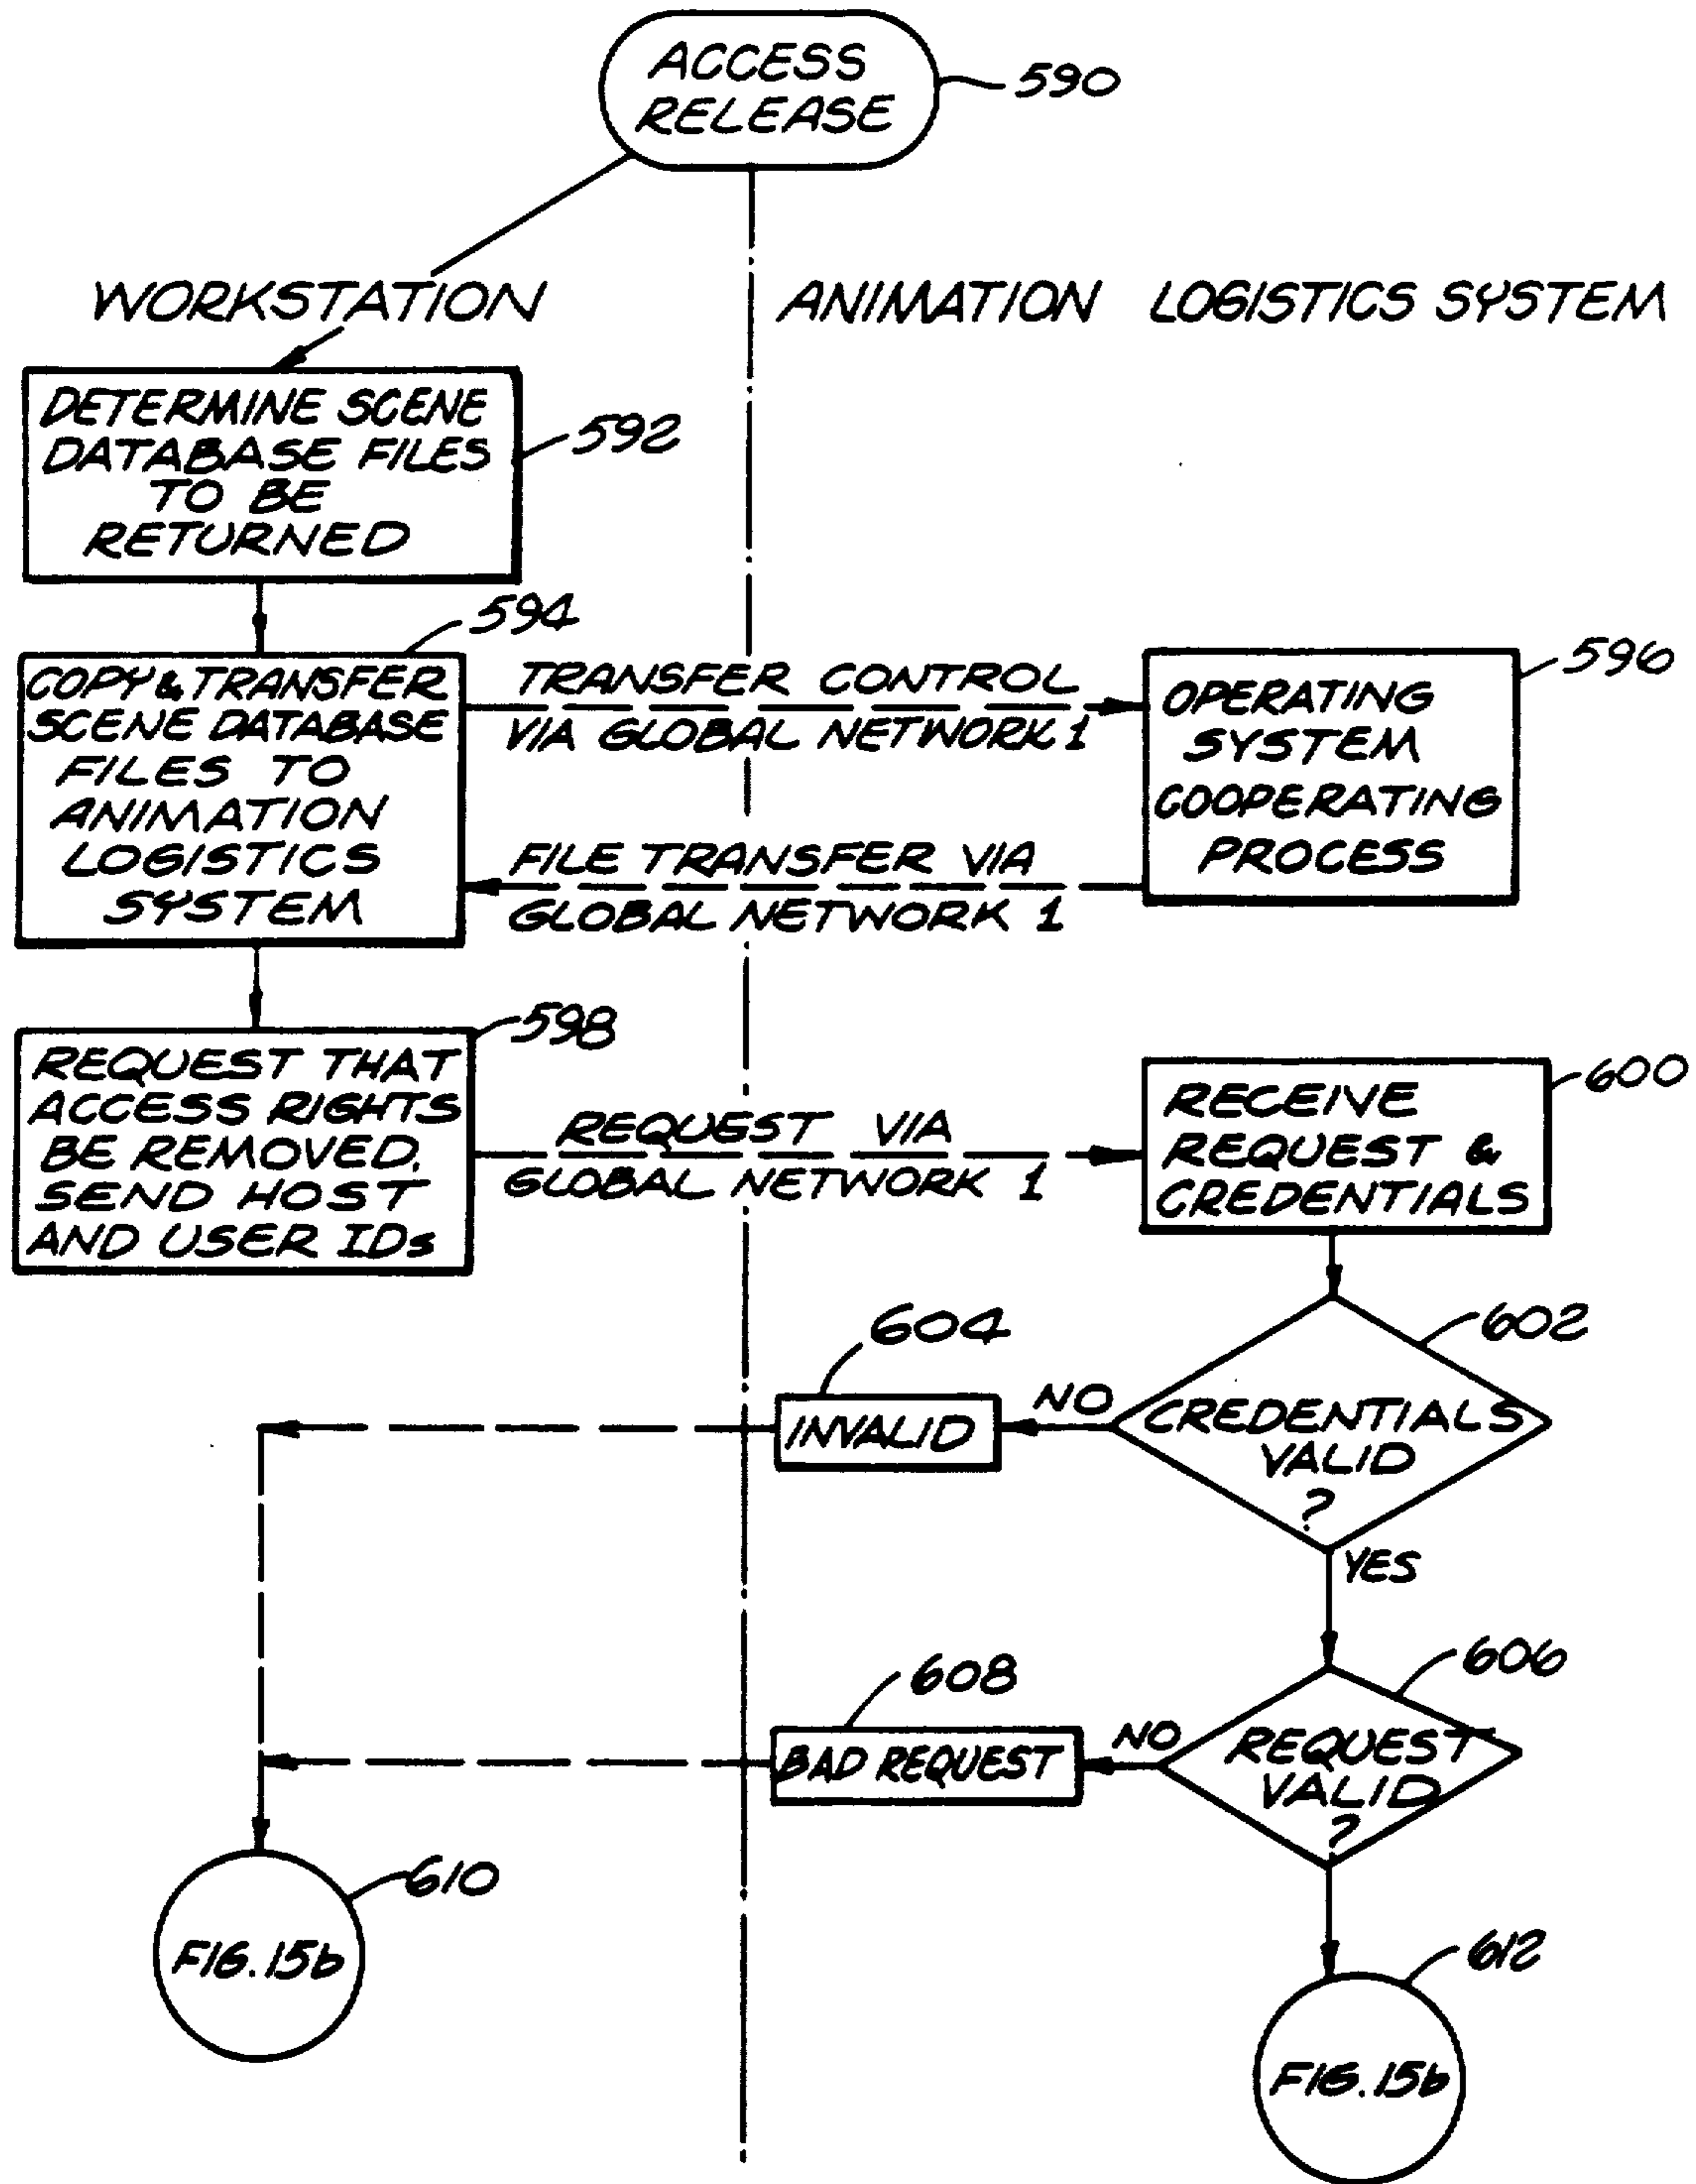 ACCESS
RELEASE
590
WORKSTATION
ANIMATION LOGISTICS SYSTEM
DETERMINE SCENE
DATABASE FILES
TO BE
RETURNED
592
594
COPY & TRANSFER
SCENE DATABASE
FILES TO
ANIMATION
LOGISTICS
SYSTEM
TRANSFER CONTROL
VIA GLOBAL NETWORK 1
FILE TRANSFER VIA
GLOBAL NETWORK 1
596
OPERATING
SYSTEM
COOPERATING
PROCESS
598
REQUEST THAT
ACCESS RIGHTS
BE REMOVED,
SEND HOST
AND USER IDs
REQUEST VIA
GLOBAL NETWORK 1
600
RECEIVE
REQUEST &
CREDENTIALS
602
CREDENTIALS
VALID
?
NO
604
INVALID
YES
606
REQUEST
VALID
?
NO
608
BAD REQUEST
610
FIG. 15b
612
FIG. 15b